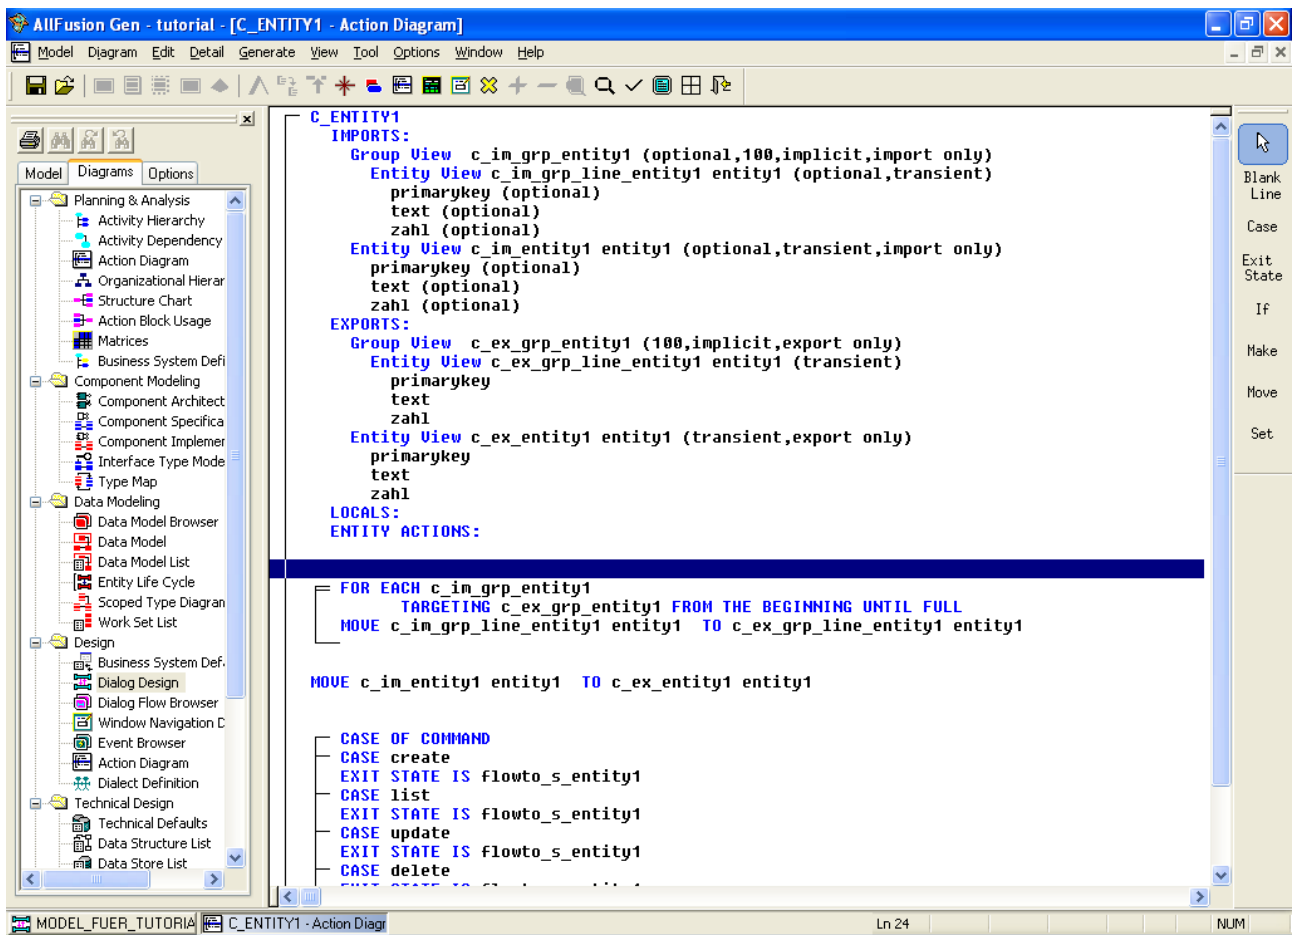 AllFusion Gen - tutorial - [C_ENTITY1 - Action Diagram]
Model Diagram Edit Detail Generate View Tool Options Window Help
Model Diagrams Options
Planning & Analysis
Activity Hierarchy
Activity Dependency
Action Diagram
Organizational Hierar
Structure Chart
Action Block Usage
Matrices
Business System Defi
Component Modeling
Component Architect
Component Specifica
Component Implemer
Interface Type Mode
Type Map
Data Modeling
Data Model Browser
Data Model
Data Model List
Entity Life Cycle
Scoped Type Diagran
Work Set List
Design
Business System Def.
Dialog Design
Dialog Flow Browser
Window Navigation D
Event Browser
Action Diagram
Dialect Definition
Technical Design
Technical Defaults
Data Structure List
Data Store List
C_ENTITY1
IMPORTS:
Group View c_im_grp_entity1 (optional,100,implicit,import only)
Entity View c_im_grp_line_entity1 entity1 (optional,transient)
primarykey (optional)
text (optional)
zahl (optional)
Entity View c_im_entity1 entity1 (optional,transient,import only)
primarykey (optional)
text (optional)
zahl (optional)
EXPORTS:
Group View c_ex_grp_entity1 (100,implicit,export only)
Entity View c_ex_grp_line_entity1 entity1 (transient)
primarykey
text
zahl
Entity View c_ex_entity1 entity1 (transient,export only)
primarykey
text
zahl
LOCALS:
ENTITY ACTIONS:
FOR EACH c_im_grp_entity1
TARGETING c_ex_grp_entity1 FROM THE BEGINNING UNTIL FULL
MOVE c_im_grp_line_entity1 entity1 TO c_ex_grp_line_entity1 entity1
MOVE c_im_entity1 entity1 TO c_ex_entity1 entity1
CASE OF COMMAND
CASE create
EXIT STATE IS flowto_s_entity1
CASE list
EXIT STATE IS flowto_s_entity1
CASE update
EXIT STATE IS flowto_s_entity1
CASE delete
Blank
Line
Case
Exit
State
If
Make
Move
Set
MODEL_FUER_TUTORIA C_ENTITY1 - Action Diagr Ln 24 NUM